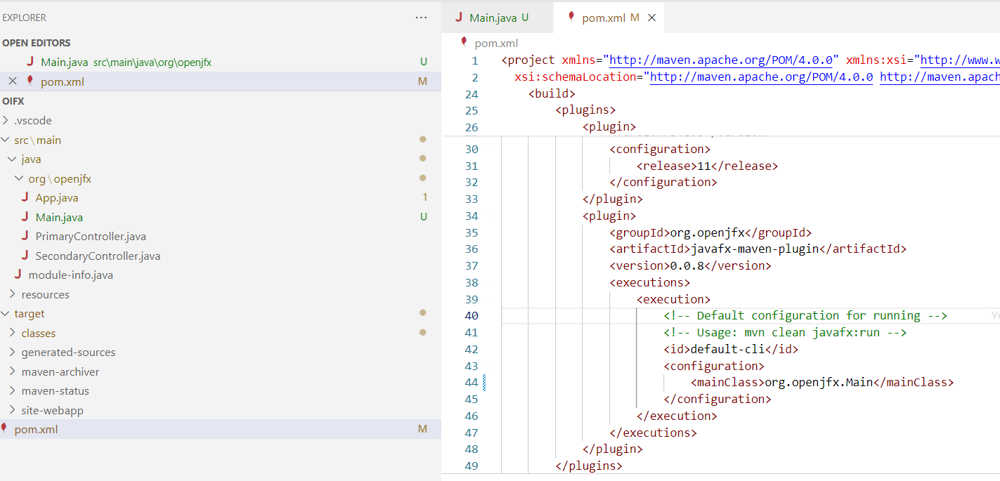 EXPLORER
...
OPEN EDITORS
Main.java src\main\java\org\openjfx U
pom.xml M
OIFX
.vscode
src\main
java
org\openjfx
App.java 1
Main.java U
PrimaryController.java
SecondaryController.java
module-info.java
resources
target
classes
generated-sources
maven-archiver
maven-status
site-webapp
pom.xml M
Main.java U
pom.xml M
pom.xml
1 <project xmlns="http://maven.apache.org/POM/4.0.0" xmlns:xsi="http://www.w
2 xsi:schemaLocation="http://maven.apache.org/POM/4.0.0 http://maven.apach
24 <build>
25 <plugins>
26 <plugin>
30 <configuration>
31 <release>11</release>
32 </configuration>
33 </plugin>
34 <plugin>
35 <groupId>org.openjfx</groupId>
36 <artifactId>javafx-maven-plugin</artifactId>
37 <version>0.0.8</version>
38 <executions>
39 <execution>
40 <!-- Default configuration for running -->
41 <!-- Usage: mvn clean javafx:run -->
42 <id>default-cli</id>
43 <configuration>
44 <mainClass>org.openjfx.Main</mainClass>
45 </configuration>
46 </execution>
47 </executions>
48 </plugin>
49 </plugins>